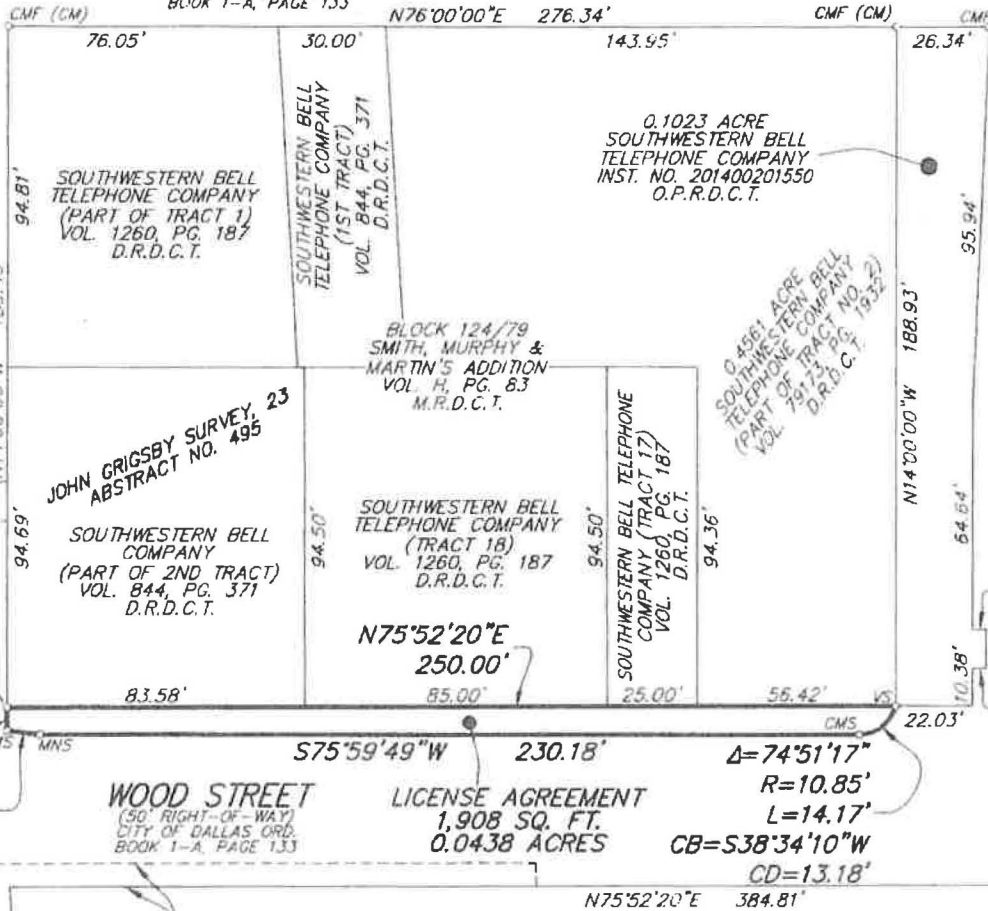 BOOK 1-A, PAGE 133
CMF (CM)
N76°00'00"E 276.34'
CMF (CM)
76.05'
30.00'
143.95'
26.34'
94.81'
SOUTHWESTERN BELL
TELEPHONE COMPANY
(PART OF TRACT 1)
VOL. 1260, PG. 187
D.R.D.C.T.
SOUTHWESTERN BELL
TELEPHONE COMPANY
(1ST TRACT)
VOL. 844, PG. 371
D.R.D.C.T.
0.1023 ACRE
SOUTHWESTERN BELL
TELEPHONE COMPANY
INST. NO. 201400201550
O.P.R.D.C.T.
95.94'
0.4561 ACRE
SOUTHWESTERN BELL
TELEPHONE COMPANY
(PART OF TRACT NO. 2)
VOL. 79173, PG. 1932
D.R.D.C.T.
N14°00'00"W 188.93'
BLOCK 124/79
SMITH, MURPHY &
MARTIN'S ADDITION
VOL. H, PG. 83
M.R.D.C.T.
JOHN GRIGSBY SURVEY, 23
ABSTRACT NO. 495
94.69'
SOUTHWESTERN BELL
COMPANY
(PART OF 2ND TRACT)
VOL. 844, PG. 371
D.R.D.C.T.
94.50'
SOUTHWESTERN BELL
TELEPHONE COMPANY
(TRACT 18)
VOL. 1260, PG. 187
D.R.D.C.T.
94.50'
SOUTHWESTERN BELL TELEPHONE
COMPANY (TRACT 17)
VOL. 1260, PG. 187
D.R.D.C.T.
94.36'
64.64'
10.38'
N75°52'20"E
250.00'
83.58'
85.00'
25.00'
56.42'
VS
22.03'
MNS
CMS
S75°59'49"W 230.18'
Δ=74°51'17"
R=10.85'
L=14.17'
CB=S38°34'10"W
CD=13.18'
WOOD STREET
(50' RIGHT-OF-WAY)
CITY OF DALLAS ORD.
BOOK 1-A, PAGE 133
LICENSE AGREEMENT
1,908 SQ. FT.
0.0438 ACRES
N75°52'20"E 384.81'